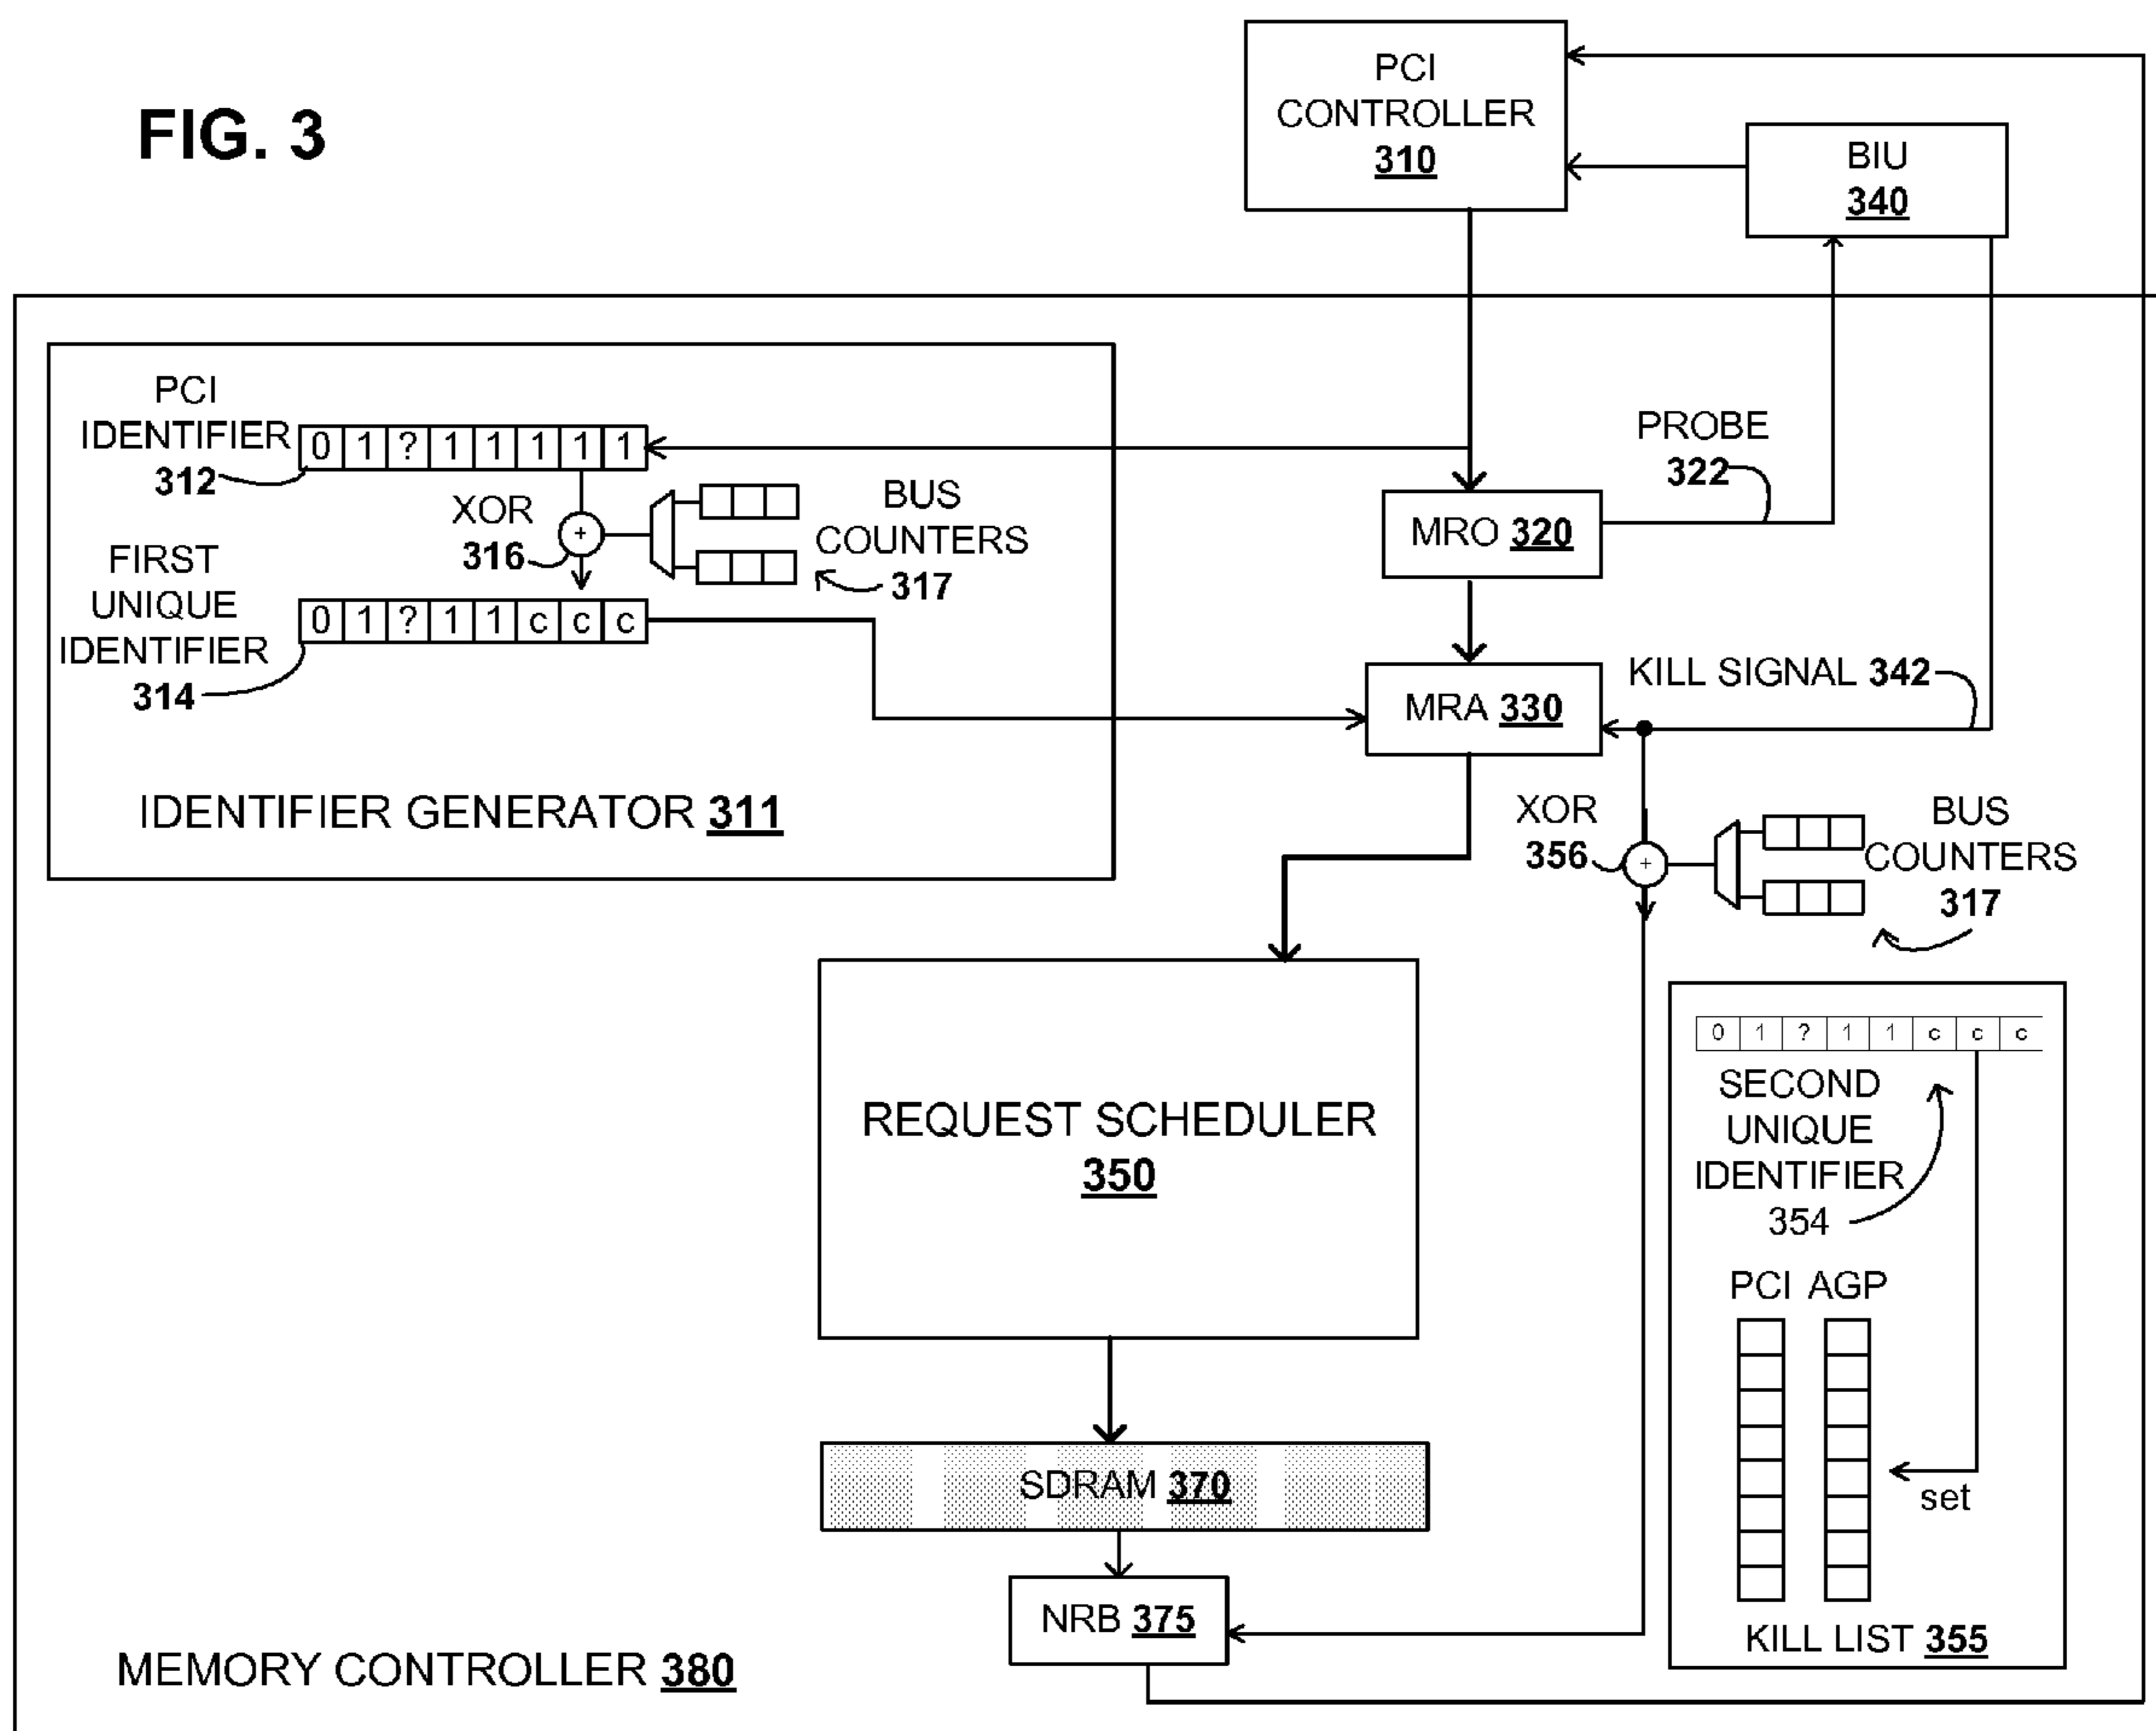 FIG. 3
PCI
CONTROLLER
310
BIU
340
PCI
IDENTIFIER
312
0 1 ? 1 1 1 1 1
XOR
316
+
BUS
COUNTERS
317
FIRST
UNIQUE
IDENTIFIER
314
0 1 ? 1 1 c c c
IDENTIFIER GENERATOR 311
PROBE
322
MRO 320
MRA 330
KILL SIGNAL 342
XOR
356
+
BUS
COUNTERS
317
REQUEST SCHEDULER
350
0 1 ? 1 1 c c c
SECOND
UNIQUE
IDENTIFIER
354
PCI AGP
set
KILL LIST 355
SDRAM 370
NRB 375
MEMORY CONTROLLER 380